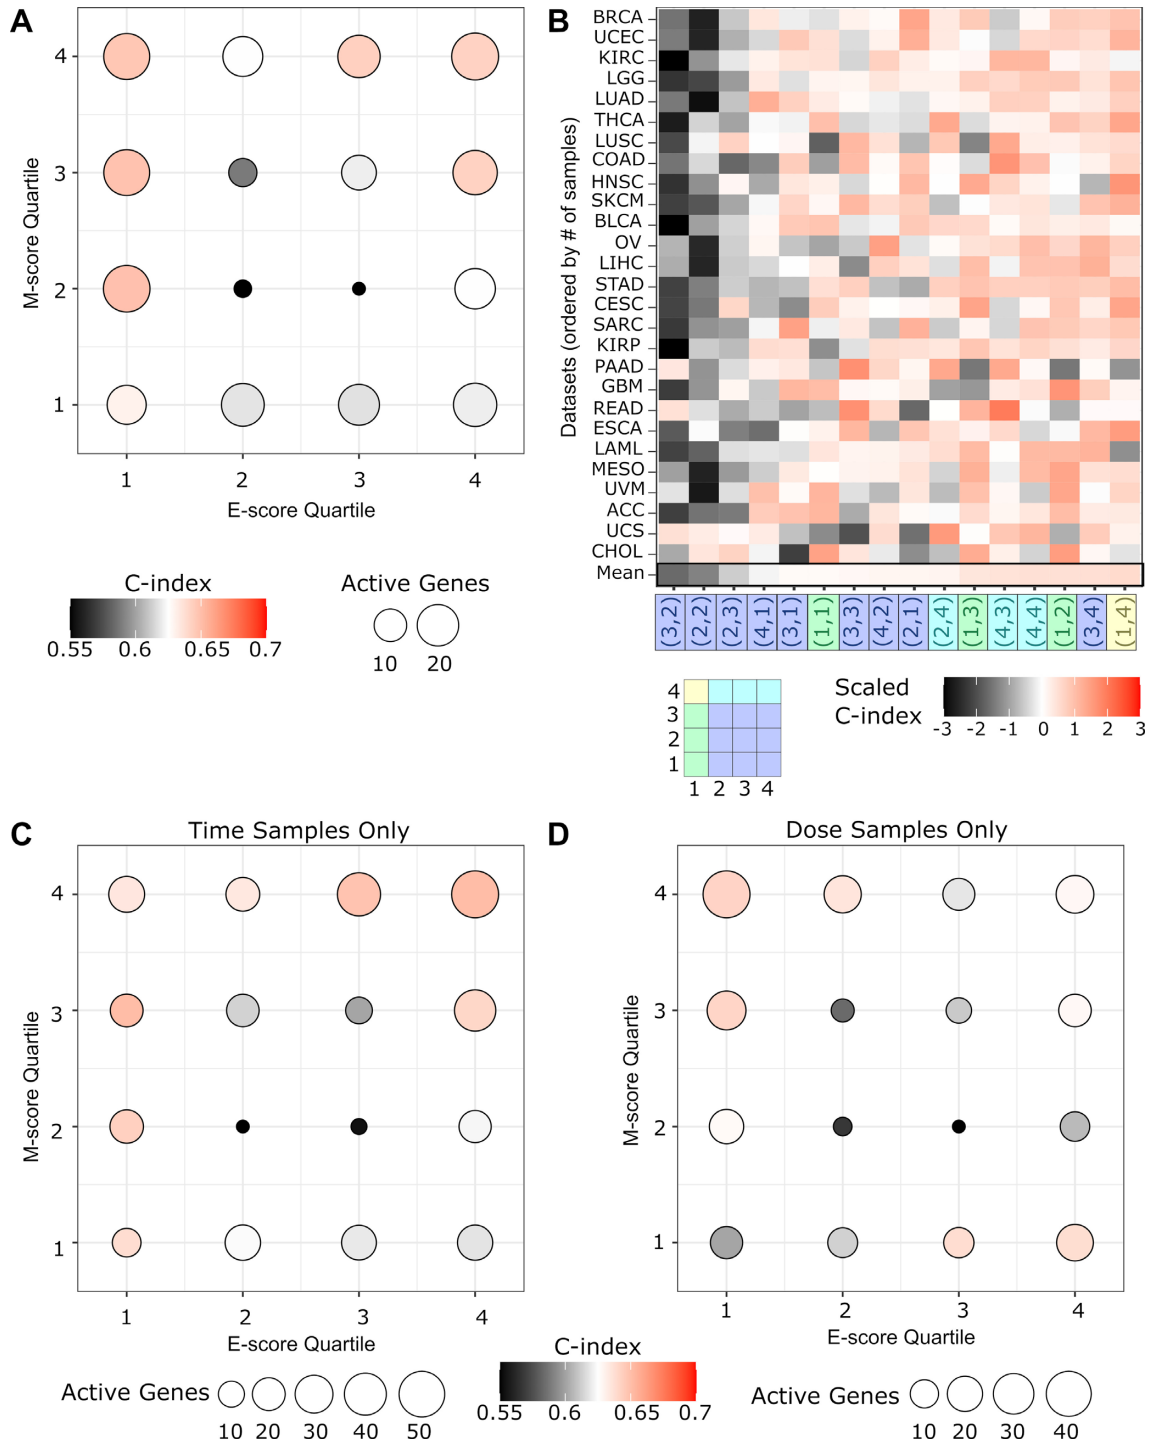 A
4
3
2
1
M-score Quartile
1 2 3 4
E-score Quartile
C-index
0.55 0.6 0.65 0.7
Active Genes
10 20
B
Datasets (ordered by # of samples)
BRCA
UCEC
KIRC
LGG
LUAD
THCA
LUSC
COAD
HNSC
SKCM
BLCA
OV
LIHC
STAD
CESC
SARC
KIRP
PAAD
GBM
READ
ESCA
LAML
MESO
UVM
ACC
UCS
CHOL
Mean
(3,2) (2,2) (2,3) (4,1) (3,1) (1,1) (3,3) (4,2) (2,1) (2,4) (1,3) (4,3) (4,4) (1,2) (3,4) (1,4)
4
3
2
1
1 2 3 4
Scaled
C-index
-3 -2 -1 0 1 2 3
C
Time Samples Only
4
3
2
1
M-score Quartile
1 2 3 4
E-score Quartile
Active Genes
10 20 30 40 50
C-index
0.55 0.6 0.65 0.7
D
Dose Samples Only
4
3
2
1
M-score Quartile
1 2 3 4
E-score Quartile
Active Genes
10 20 30 40